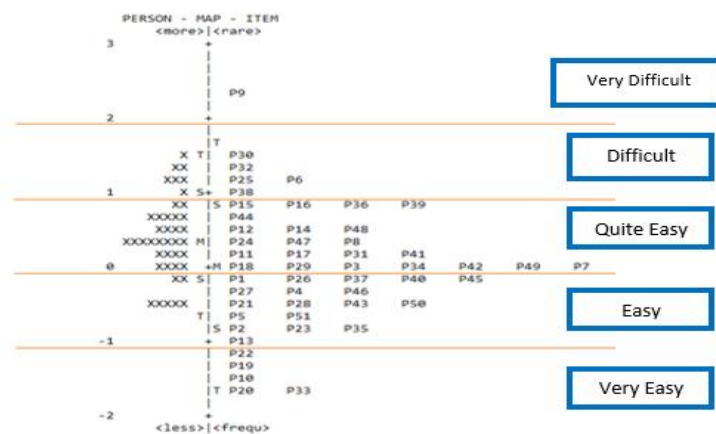 PERSON - MAP - ITEM
<more>|<rare>
3 +
|
|
|
| P9
|
2 +
|
|T
X T| P30
XX | P32
XXX | P25 P6
1 X S+ P38
XX |S P15 P16 P36 P39
XXXXX | P44
XXX | P12 P14 P48
XXXXXXXX M| P24 P47 P8
XXXX | P11 P17 P31 P41
0 XXXX +M P18 P29 P3 P34 P42 P49 P7
XX S| P1 P26 P37 P40 P45
| P27 P4 P46
XXXXX | P21 P28 P43 P50
T| P5 P51
|S P2 P23 P35
-1 + P13
| P22
| P19
| P10
|T P20 P33
|
-2 +
<less>|<frequ>
Very Difficult
Difficult
Quite Easy
Easy
Very Easy